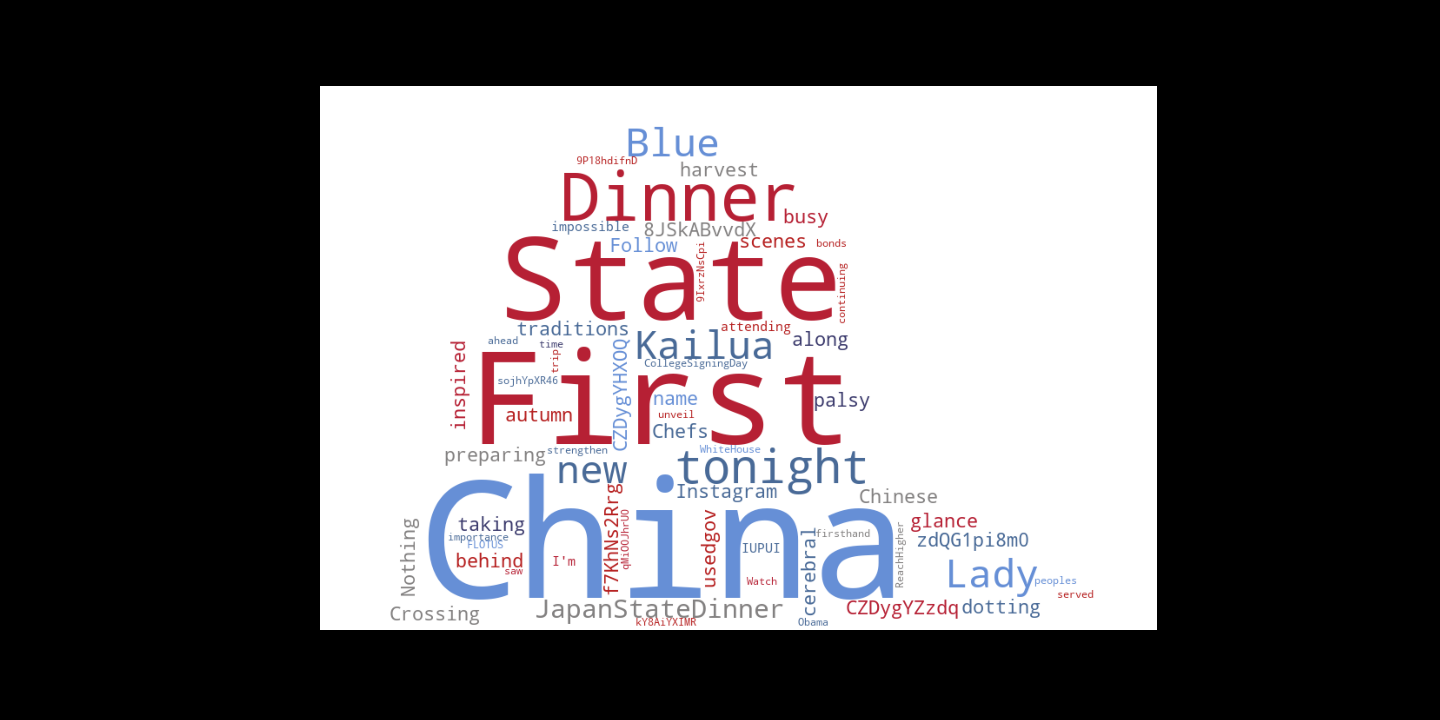 Blue
9P18hdifnD
harvest
Dinner
busy
impossible
8JSkABvvdX
Follow
scenes
bonds
State
9IxrzNsCpi
continuing
traditions
attending
Kailua
along
ahead
time
trip
CollegeSigningDay
inspired
First
sojhYpXR46
CZDygYHXOQ
name
palsy
autumn
unveil
Chefs
preparing
strengthen
WhiteHouse
new
tonight
Instagram
Chinese
China
taking
glance
importance
FLOTUS
firsthand
zdQG1pi8mO
Nothing
behind
I'm
saw
f7KhNs2Rrg
qMiOOJhrUO
usedgov
IUPUI
Watch
cerebral
ReachHigher
Lady
peoples
served
Crossing
JapanStateDinner
CZDygYZzdq
dotting
kY8AiYXIMR
Obama